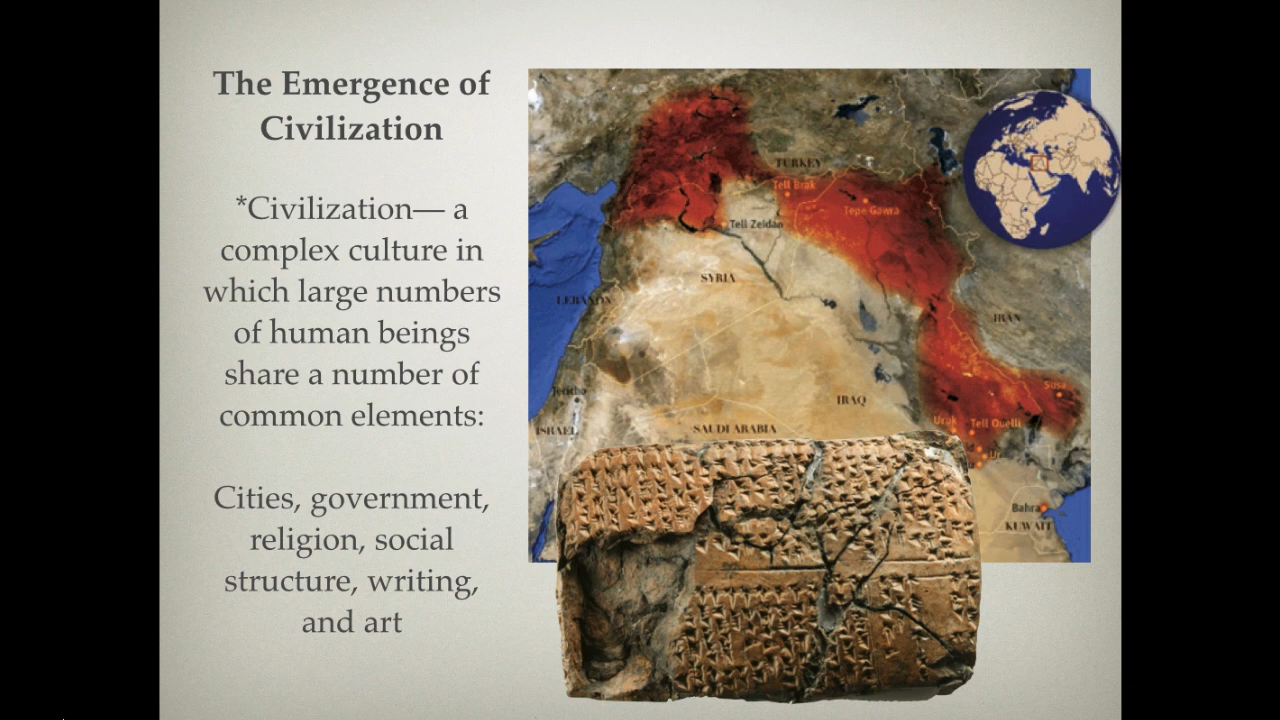 The Emergence of
Civilization
*Civilization— a
complex culture in
which large numbers
of human beings
share a number of
common elements:
Cities, government,
religion, social
structure, writing,
and art
TURKEY
Tell Brak
Tepe Gawra
Tell Zeidan
SYRIA
LEBANON
IRAN
Jericho
IRAQ
Susa
ISRAEL
SAUDI ARABIA
Uruk
Tell Oueili
Ur
Bahra
KUWAIT